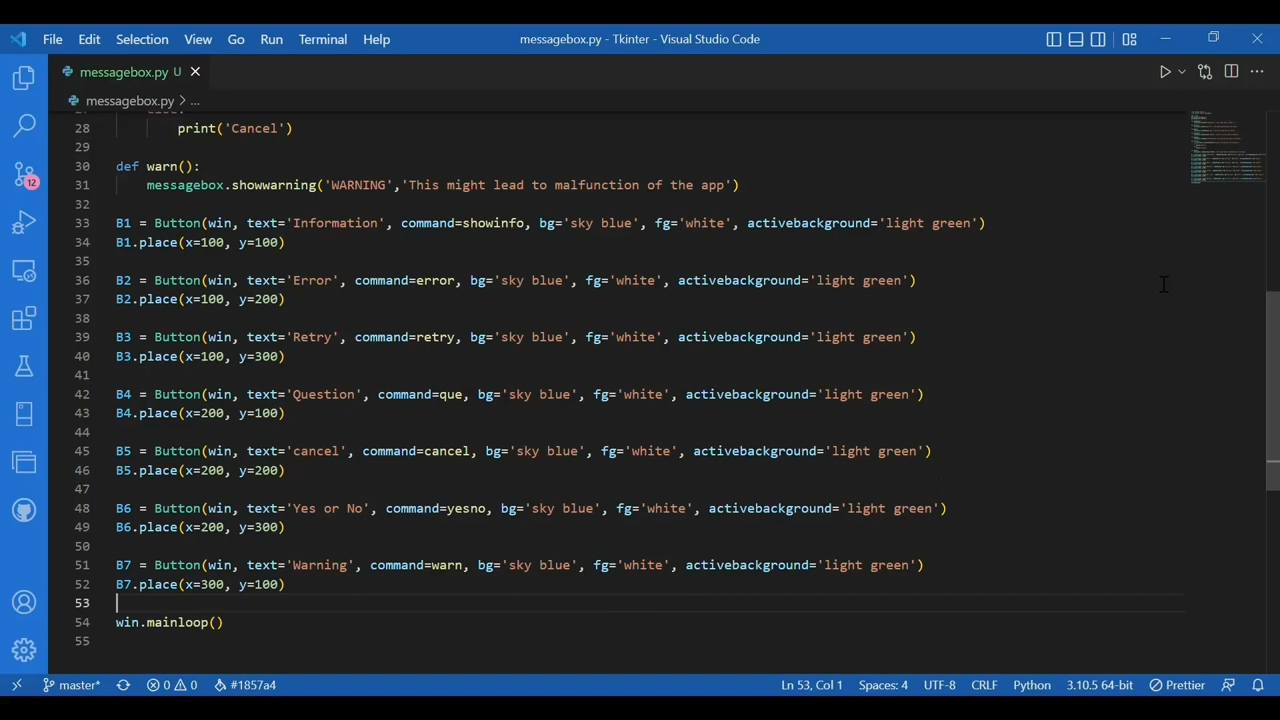 File Edit Selection View Go Run Terminal Help messagebox.py - Tkinter - Visual Studio Code
messagebox.py U
messagebox.py > ...
28 print('Cancel')
29
30 def warn():
31 messagebox.showwarning('WARNING','This might lead to malfunction of the app')
32
33 B1 = Button(win, text='Information', command=showinfo, bg='sky blue', fg='white', activebackground='light green')
34 B1.place(x=100, y=100)
35
36 B2 = Button(win, text='Error', command=error, bg='sky blue', fg='white', activebackground='light green')
37 B2.place(x=100, y=200)
38
39 B3 = Button(win, text='Retry', command=retry, bg='sky blue', fg='white', activebackground='light green')
40 B3.place(x=100, y=300)
41
42 B4 = Button(win, text='Question', command=que, bg='sky blue', fg='white', activebackground='light green')
43 B4.place(x=200, y=100)
44
45 B5 = Button(win, text='cancel', command=cancel, bg='sky blue', fg='white', activebackground='light green')
46 B5.place(x=200, y=200)
47
48 B6 = Button(win, text='Yes or No', command=yesno, bg='sky blue', fg='white', activebackground='light green')
49 B6.place(x=200, y=300)
50
51 B7 = Button(win, text='Warning', command=warn, bg='sky blue', fg='white', activebackground='light green')
52 B7.place(x=300, y=100)
53
54 win.mainloop()
55
12
master* 0 0 #1857a4 Ln 53, Col 1 Spaces: 4 UTF-8 CRLF Python 3.10.5 64-bit Prettier